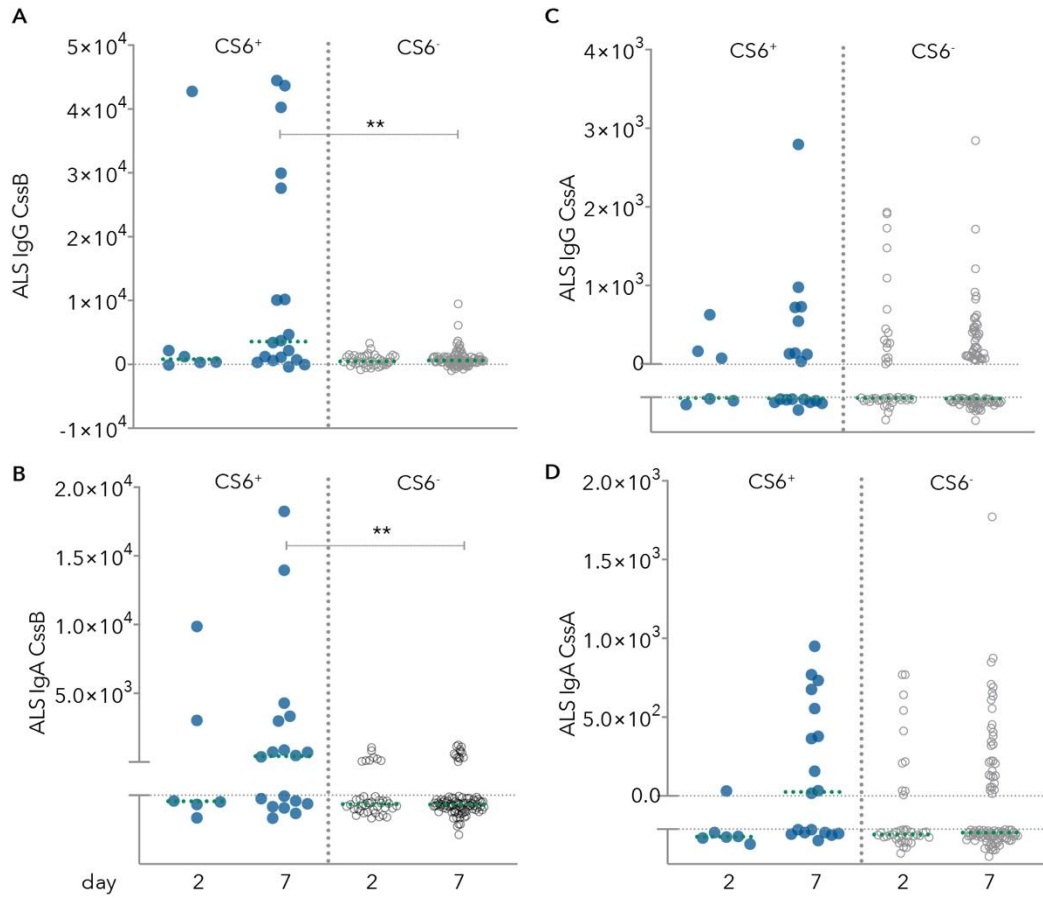 A
CS6⁺ CS6⁻
5×10⁴
4×10⁴
3×10⁴
2×10⁴
1×10⁴
0
-1×10⁴
ALS IgG CssB
**
B
CS6⁺ CS6⁻
2.0×10⁴
1.5×10⁴
1.0×10⁴
5.0×10³
ALS IgA CssB
**
day 2 7 2 7
C
CS6⁺ CS6⁻
4×10³
3×10³
2×10³
1×10³
0
ALS IgG CssA
D
CS6⁺ CS6⁻
2.0×10³
1.5×10³
1.0×10³
5.0×10²
0.0
ALS IgA CssA
2 7 2 7